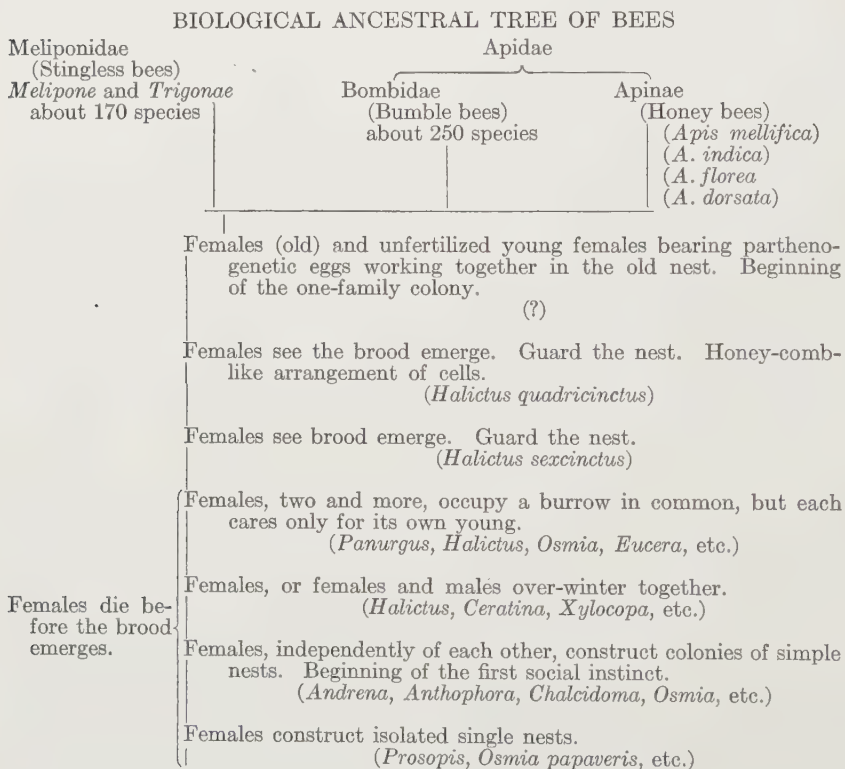 BIOLOGICAL ANCESTRAL TREE OF BEES
Meliponidae
(Stingless bees)
Melipone and Trigonae
about 170 species
Apidae
Bombidae
(Bumble bees)
about 250 species
Apinae
(Honey bees)
(Apis mellifica)
(A. indica)
(A. florea
(A. dorsata)
Females (old) and unfertilized young females bearing partheno-
genetic eggs working together in the old nest. Beginning
of the one-family colony.
(?)
Females see the brood emerge. Guard the nest. Honey-comb-
like arrangement of cells.
(Halictus quadricinctus)
Females see brood emerge. Guard the nest.
(Halictus sexcinctus)
Females die be-
fore the brood
emerges.
Females, two and more, occupy a burrow in common, but each
cares only for its own young.
(Panurgus, Halictus, Osmia, Eucera, etc.)
Females, or females and males over-winter together.
(Halictus, Ceratina, Xylocopa, etc.)
Females, independently of each other, construct colonies of simple
nests. Beginning of the first social instinct.
(Andrena, Anthophora, Chalcidoma, Osmia, etc.)
Females construct isolated single nests.
(Prosopis, Osmia papaveris, etc.)